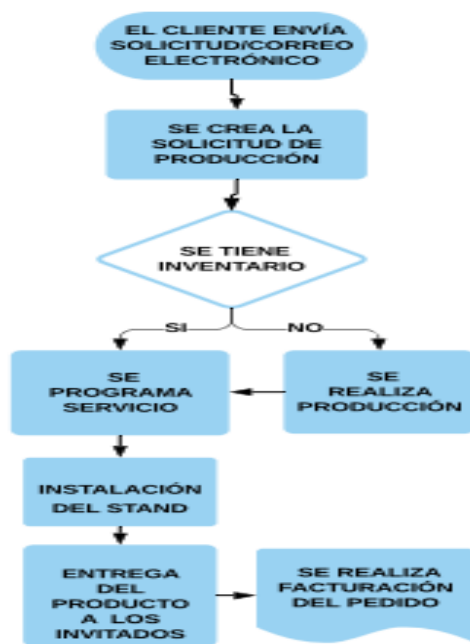 EL CLIENTE ENVÍA
SOLICITUD/CORREO
ELECTRÓNICO
SE CREA LA
SOLICITUD DE
PRODUCCIÓN
SE TIENE
INVENTARIO
SI
NO
SE
PROGRAMA
SERVICIO
SE
REALIZA
PRODUCCIÓN
INSTALACIÓN
DEL STAND
ENTREGA
DEL
PRODUCTO
A LOS
INVITADOS
SE REALIZA
FACTURACIÓN
DEL PEDIDO